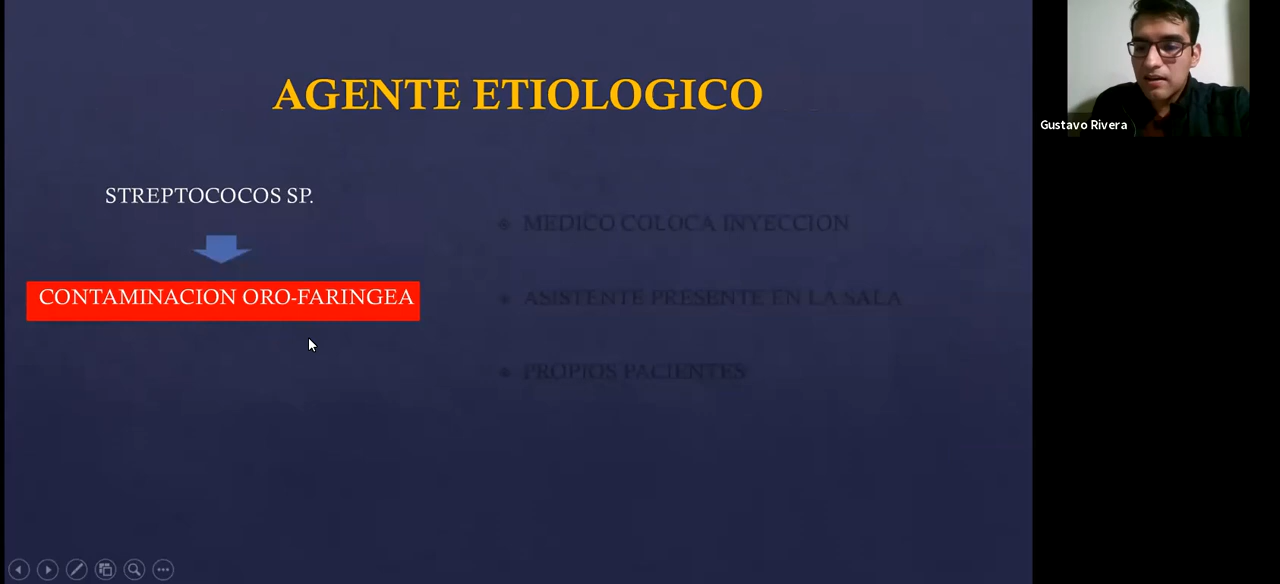 AGENTE ETIOLOGICO
STREPTOCOCOS SP.
CONTAMINACION ORO-FARINGEA
MEDICO COLOCA INYECCION
ASISTENTE PRESENTE EN LA SALA
PROPIOS PACIENTES
Gustavo Rivera